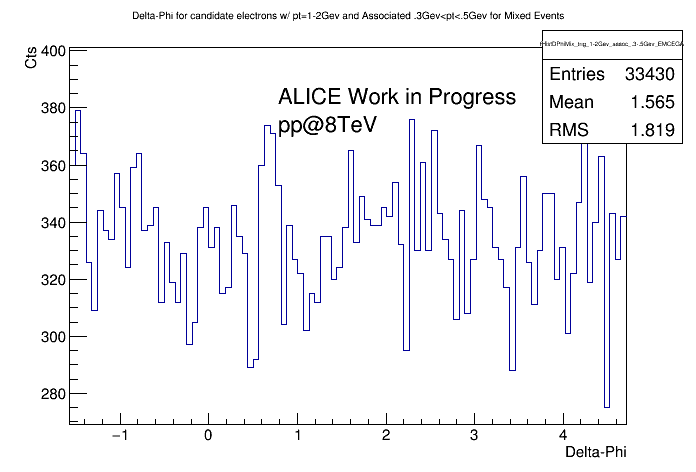 Delta-Phi for candidate electrons w/ pt=1-2Gev and Associated .3Gev<pt<.5Gev for Mixed Events
Cts
400
380
360
340
320
300
280
ALICE Work in Progress
pp@8TeV
Entries 33430
Mean 1.565
RMS 1.819
−1 0 1 2 3 4
Delta-Phi